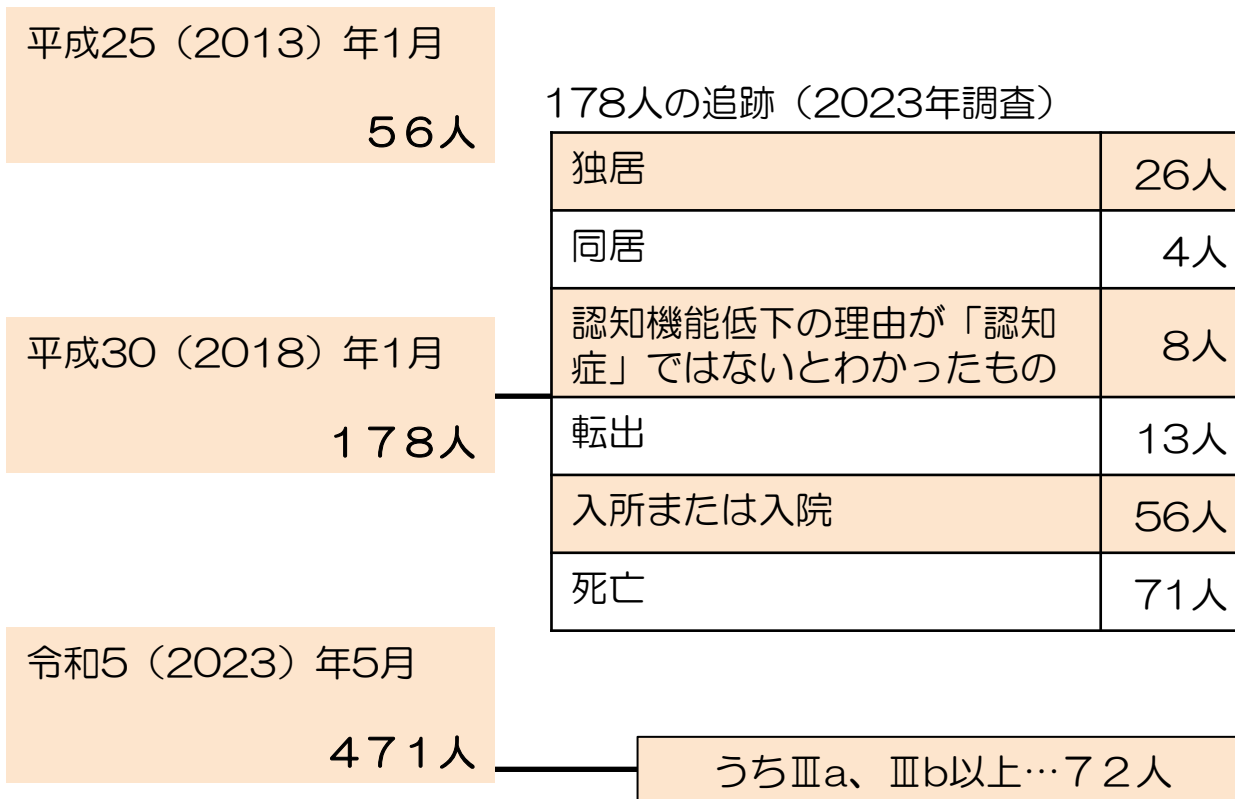 平成25（2013）年1月
56人
178人の追跡（2023年調査）
独居 26人
同居 4人
認知機能低下の理由が「認知
症」ではないとわかったもの 8人
平成30（2018）年1月
178人
転出 13人
入所または入院 56人
死亡 71人
令和5（2023）年5月
471人
うちⅢa、Ⅲb以上…72人